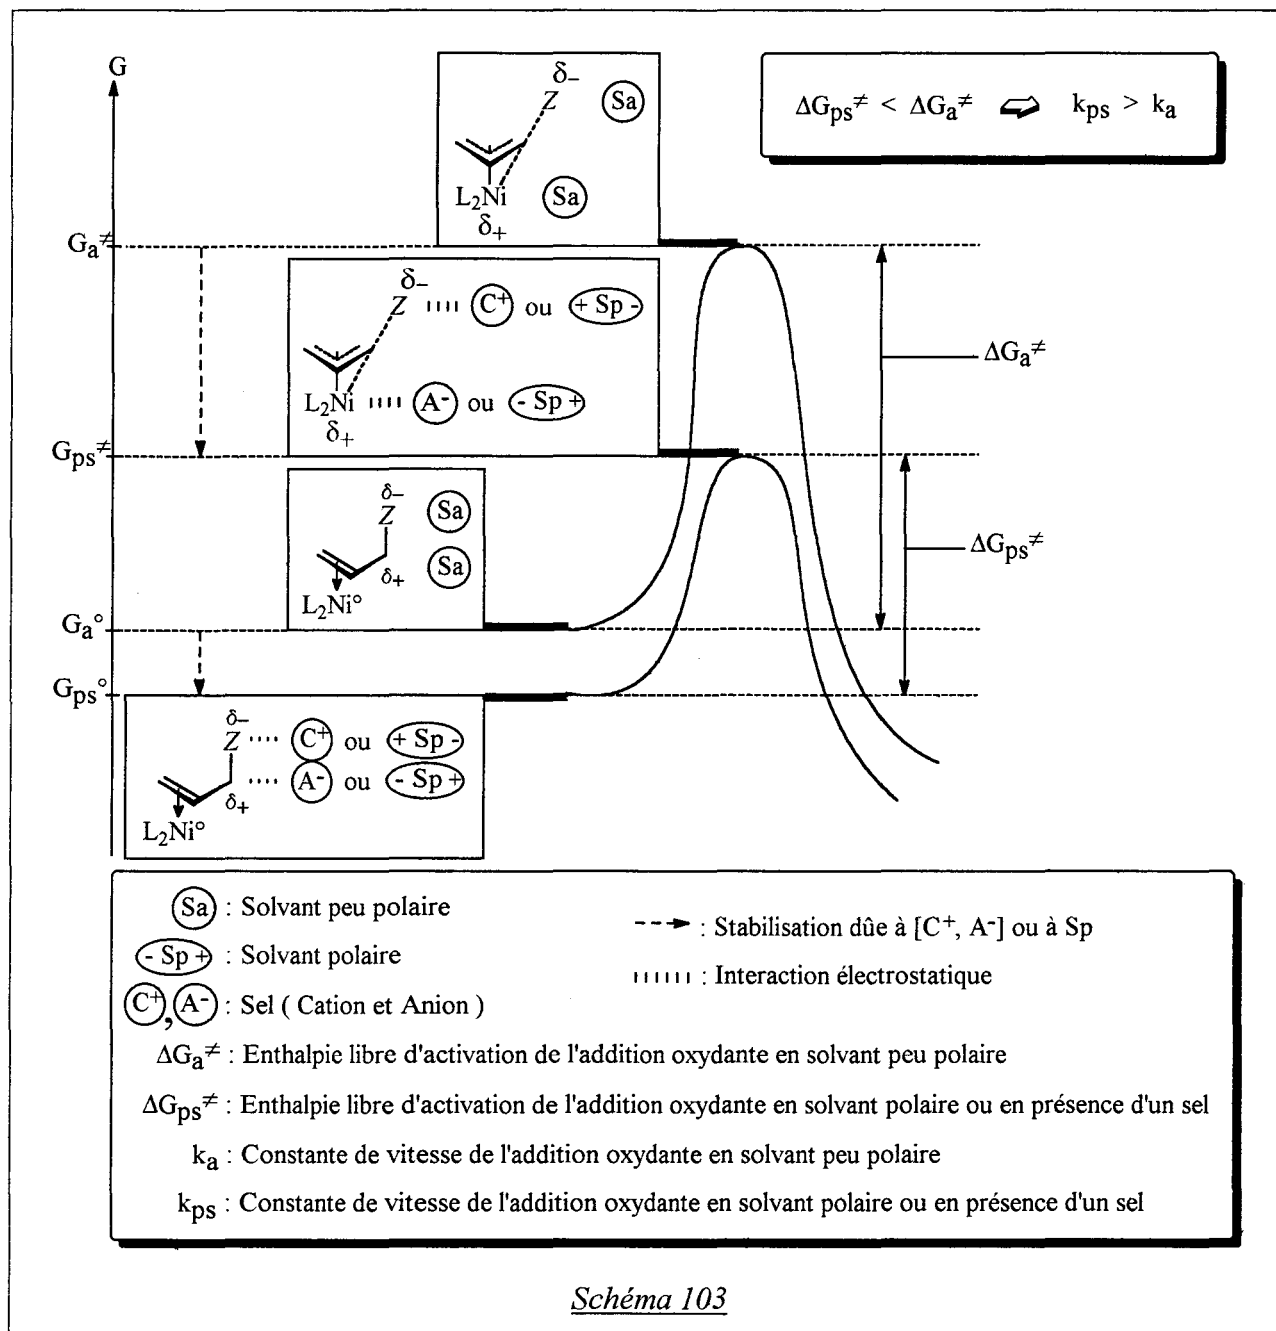 G
δ−
Z
Sa
L₂Ni
Sa
δ+
ΔGps≠ < ΔGa≠ ⇨ kps > ka
Ga≠
δ−
Z ıııı C⁺ ou + Sp -
L₂Ni ıııı A⁻ ou - Sp +
δ+
ΔGa≠
Gps≠
δ−
Z
Sa
Sa
δ+
L₂Ni°
ΔGps≠
Ga°
Gps°
δ−
Z ıııı C⁺ ou + Sp -
ıııı A⁻ ou - Sp +
δ+
L₂Ni°
Sa : Solvant peu polaire
- Sp + : Solvant polaire
C⁺, A⁻ : Sel ( Cation et Anion )
: Stabilisation dûe à [C⁺, A⁻] ou à Sp
ıııııı : Interaction électrostatique
ΔGa≠ : Enthalpie libre d'activation de l'addition oxydante en solvant peu polaire
ΔGps≠ : Enthalpie libre d'activation de l'addition oxydante en solvant polaire ou en présence d'un sel
ka : Constante de vitesse de l'addition oxydante en solvant peu polaire
kps : Constante de vitesse de l'addition oxydante en solvant polaire ou en présence d'un sel
Schéma 103